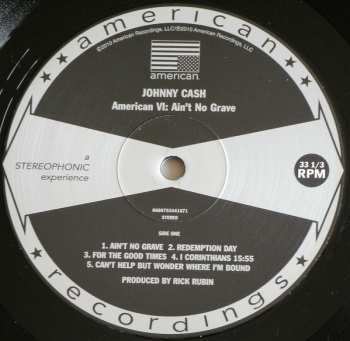 american
©2010 American Recordings, LLC/℗2010 American Recordings, LLC
american.
JOHNNY CASH
American VI: Ain't No Grave
a
STEREOPHONIC
experience
33 1/3
RPM
STEREO
SIDE ONE
1. AIN'T NO GRAVE 2. REDEMPTION DAY
3. FOR THE GOOD TIMES 4. I CORINTHIANS 15:55
5. CAN'T HELP BUT WONDER WHERE I'M BOUND
PRODUCED BY RICK RUBIN
recordings